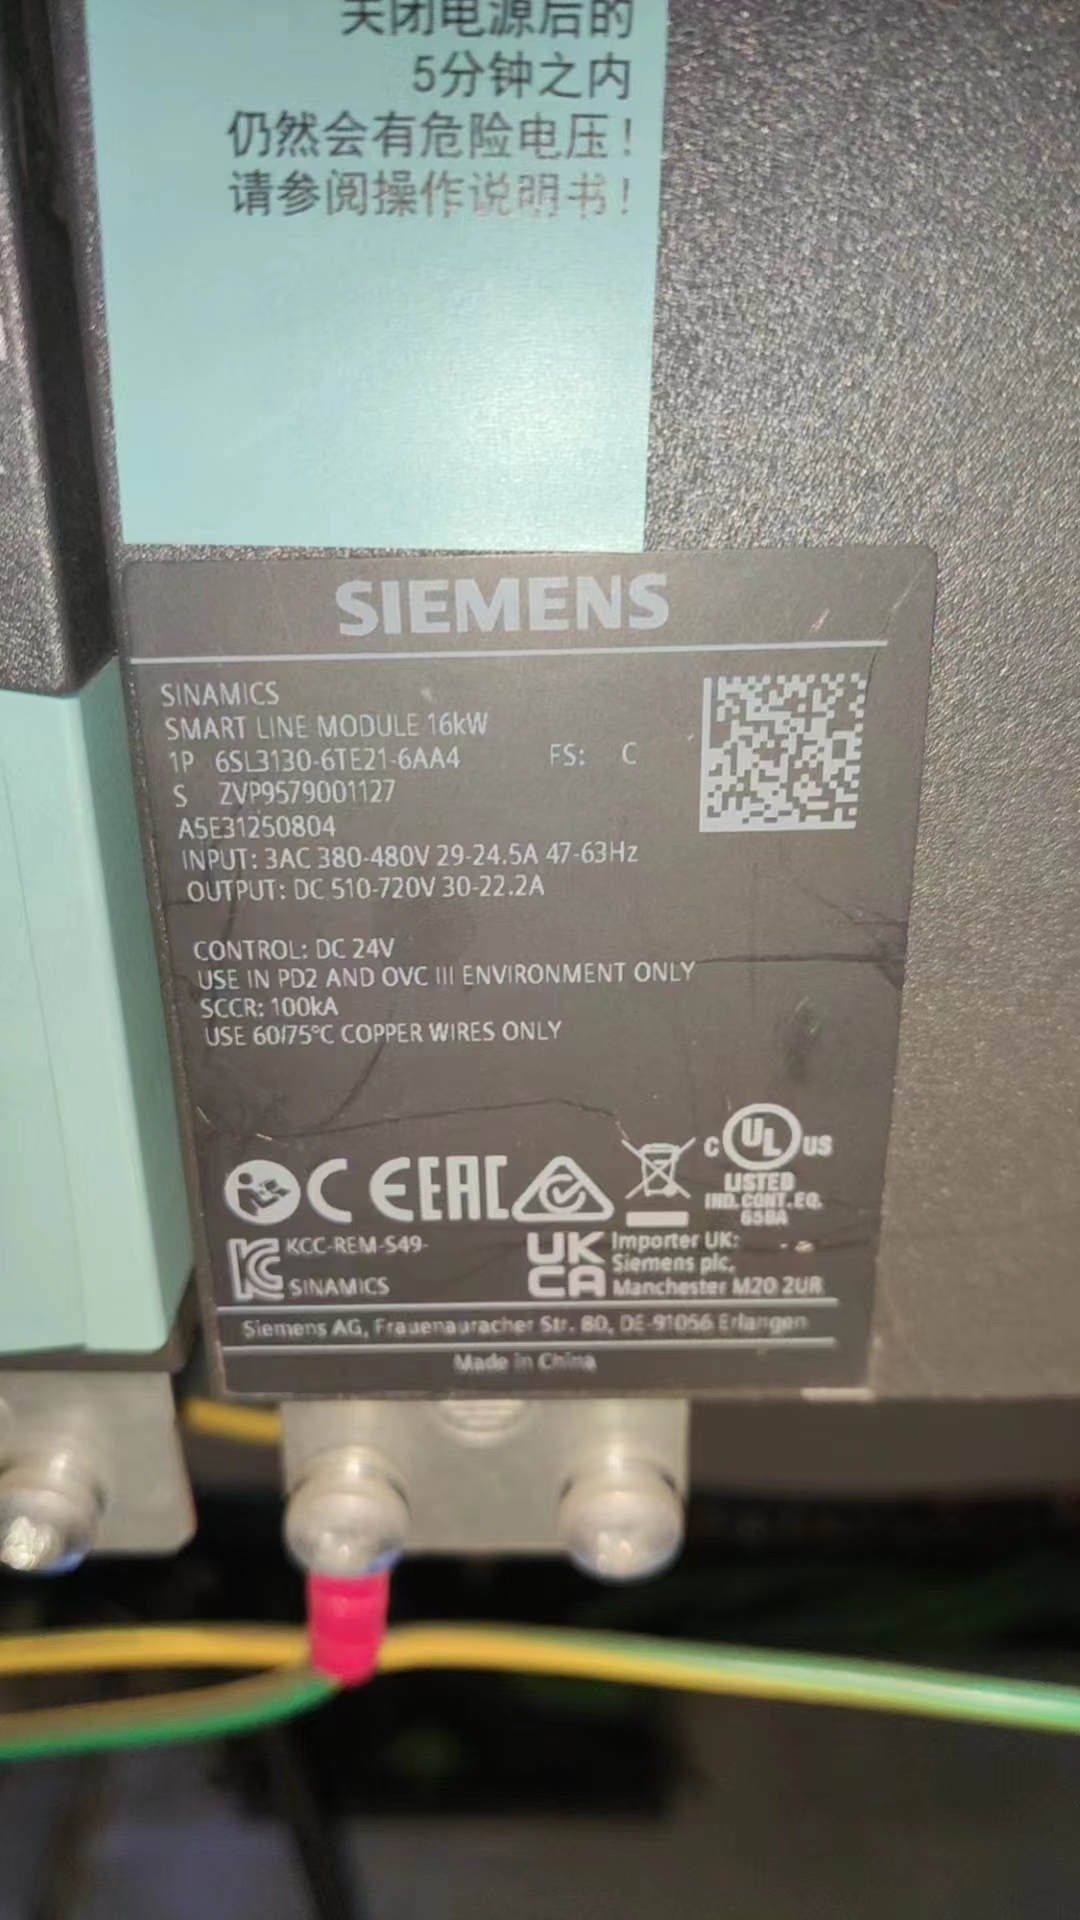 关闭电源后的
5分钟之内
仍然会有危险电压！
请参阅操作说明书！
SIEMENS
SINAMICS
SMART LINE MODULE 16kW
1P 6SL3130-6TE21-6AA4 FS: C
S ZVP9579001127
A5E31250804
INPUT: 3AC 380-480V 29-24.5A 47-63Hz
OUTPUT: DC 510-720V 30-22.2A
CONTROL: DC 24V
USE IN PD2 AND OVC III ENVIRONMENT ONLY
SCCR: 100kA
USE 60/75°C COPPER WIRES ONLY
C UL US
LISTED
IND.CONT.EQ.
CE EAC
KCC-REM-S49-
SINAMICS
UK
CA
Importer UK:
Siemens plc,
Manchester M20 2UR
Siemens AG, Frauenauracher Str. 80, DE-91056 Erlangen
Made in China